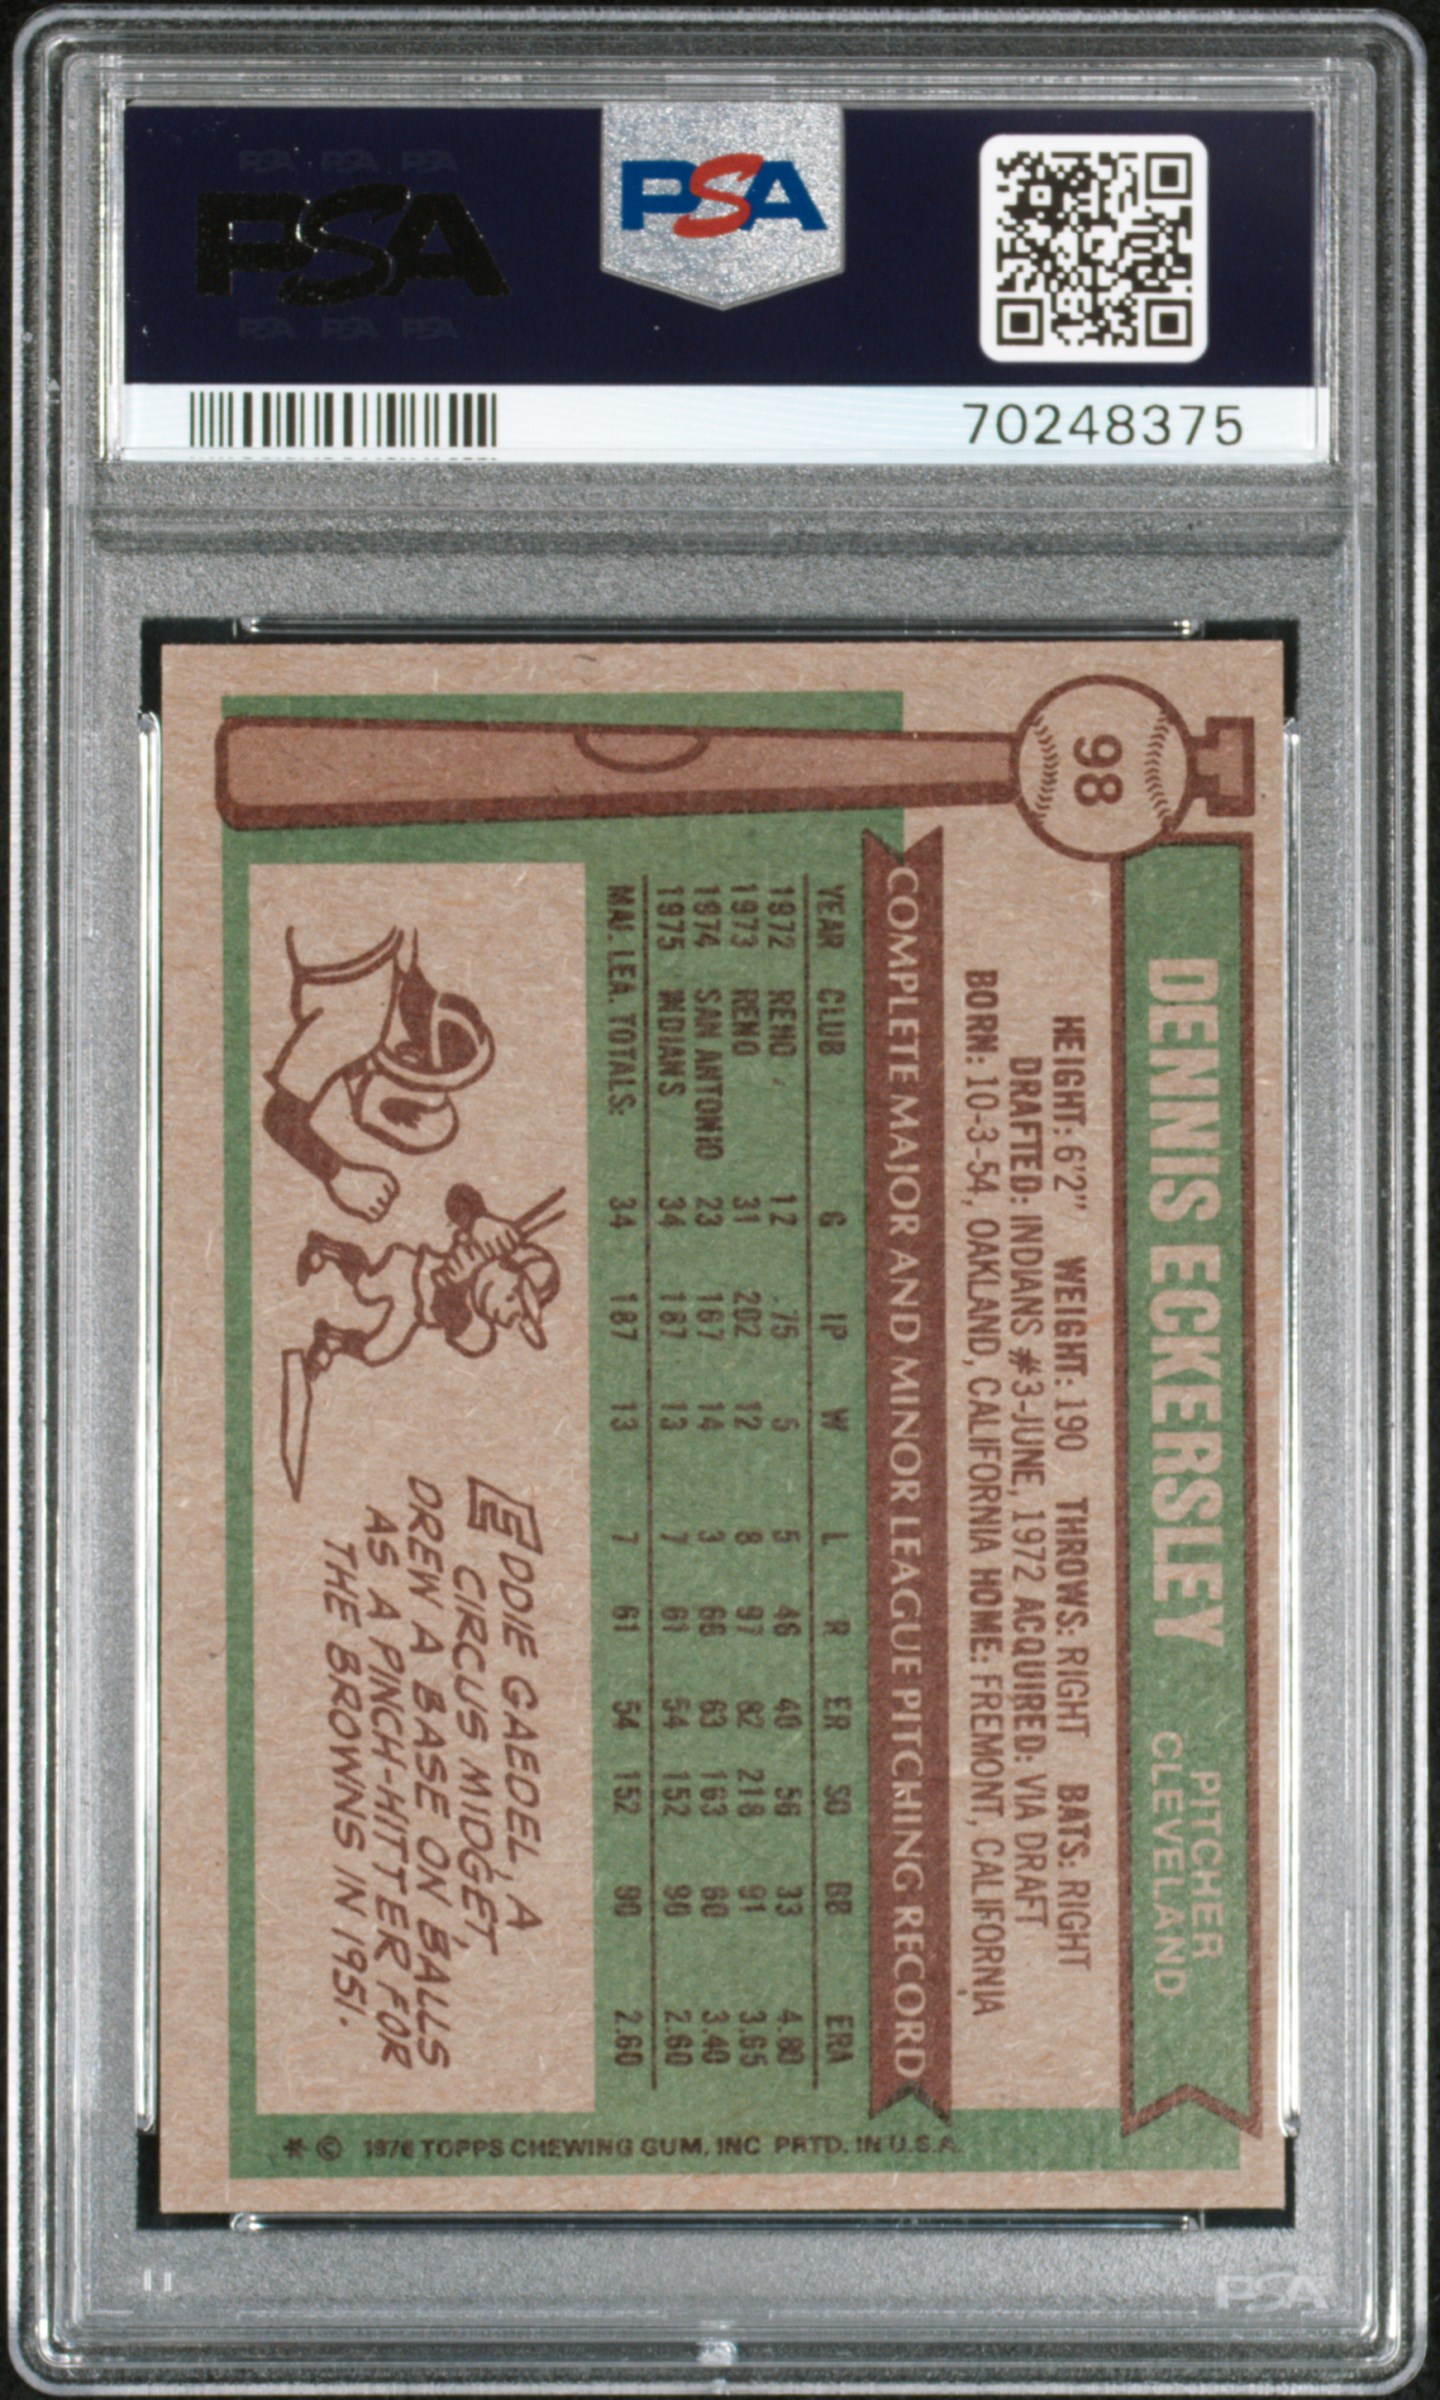 PSA PSA PSA
PSA
PSA PSA PSA
PSA
70248375
98
DENNIS ECKERSLEY PITCHER
CLEVELAND
HEIGHT: 6'2" WEIGHT: 190 THROWS: RIGHT BATS: RIGHT
DRAFTED: INDIANS #3-JUNE, 1972 ACQUIRED: VIA DRAFT
BORN: 10-3-54, OAKLAND, CALIFORNIA HOME: FREMONT, CALIFORNIA
COMPLETE MAJOR AND MINOR LEAGUE PITCHING RECORD
YEAR CLUB G IP W L R ER SO BB ERA
1972 RENO 12 75 5 5 46 40 56 33 4.80
1973 RENO 31 202 12 8 97 82 218 91 3.65
1974 SAN ANTONIO 23 167 14 3 66 63 163 60 3.40
1975 INDIANS 34 187 13 7 61 54 152 90 2.60
MAJ. LEA. TOTALS: 34 187 13 7 61 54 152 90 2.60
EDDIE GAEDEL, A
CIRCUS MIDGET,
DREW A BASE ON BALLS
AS A PINCH-HITTER FOR
THE BROWNS IN 1951.
* © 1976 TOPPS CHEWING GUM, INC PRTD. IN U.S.A.
PSA